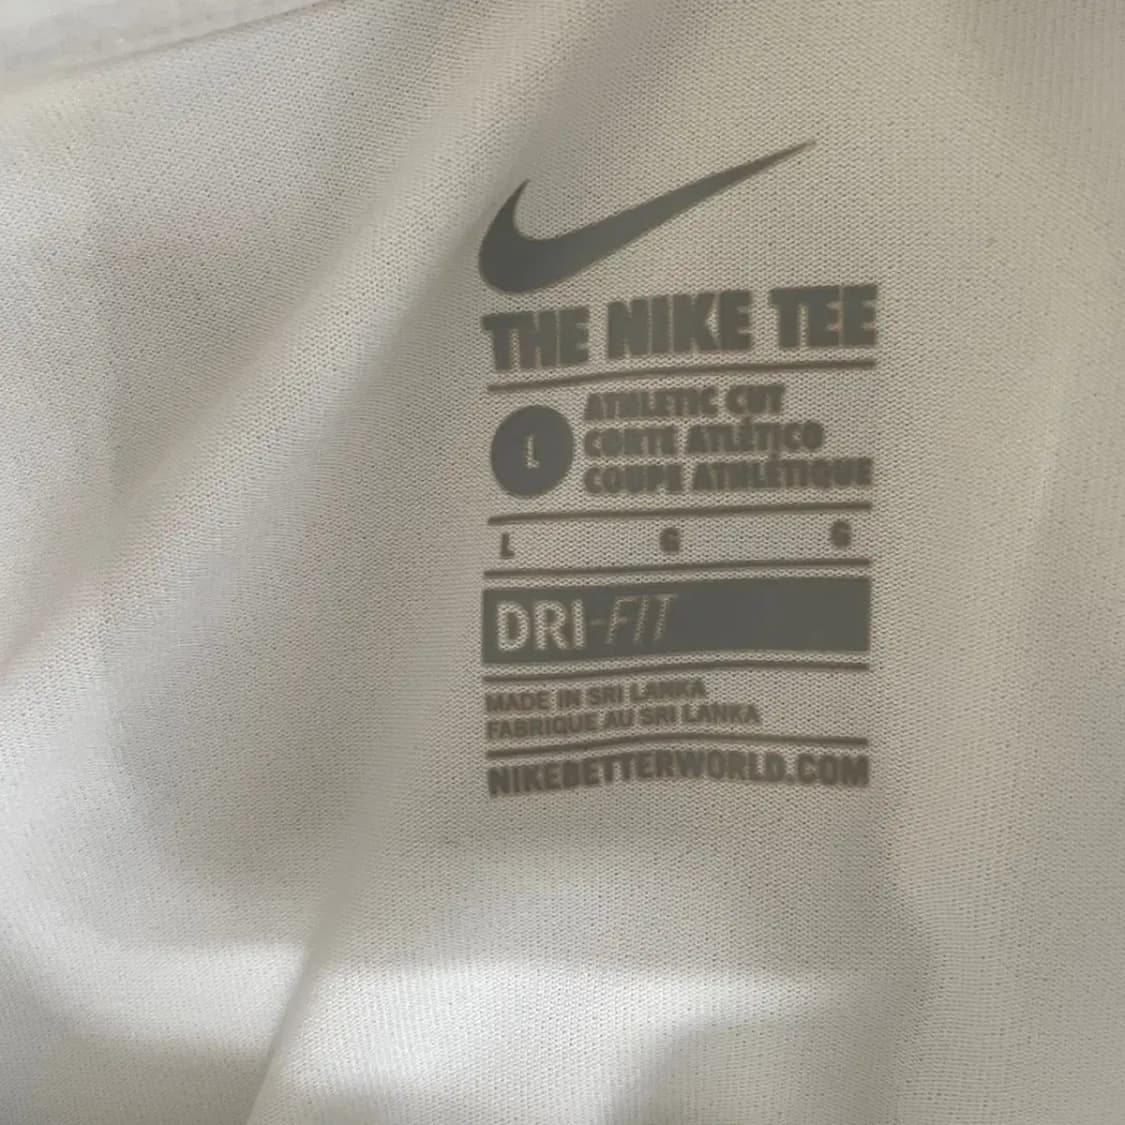 THE NIKE TEE
L
ATHLETIC CUT
CORTE ATLÉTICO
COUPE ATHLÉTIQUE
L G G
DRI-FIT
MADE IN SRI LANKA
FABRIQUE AU SRI LANKA
NIKEBETTERWORLD.COM